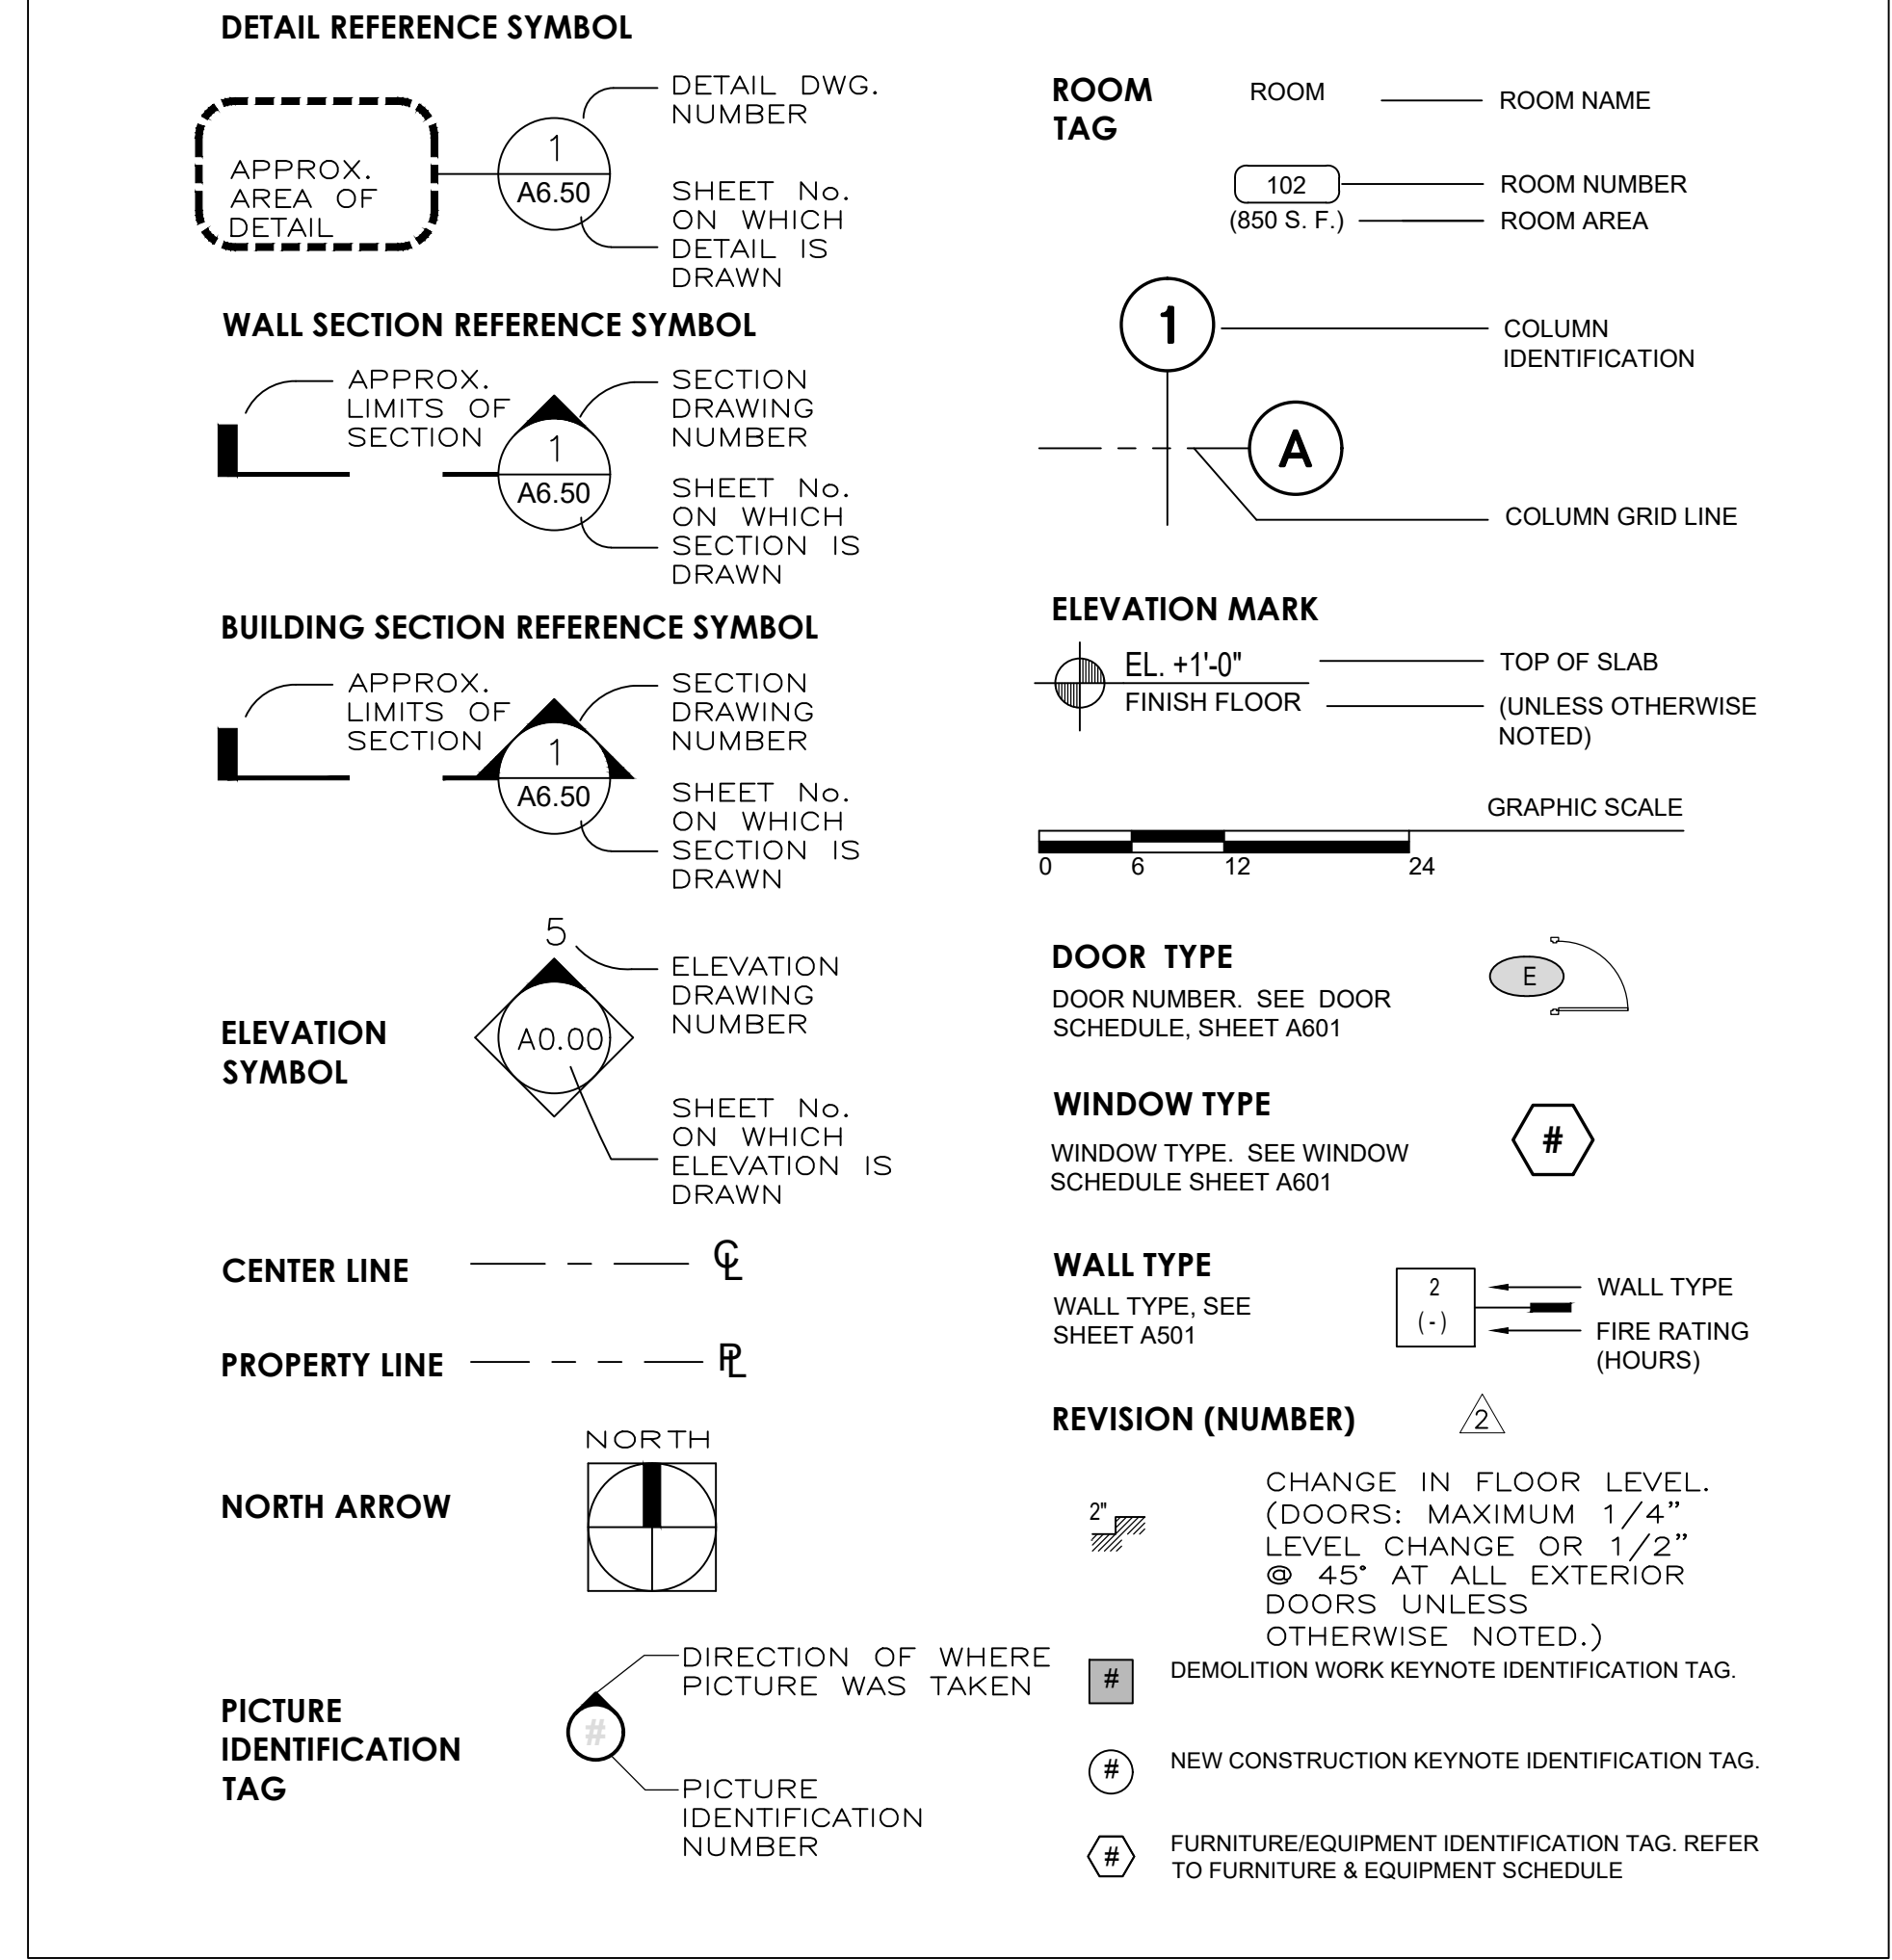 DETAIL REFERENCE SYMBOL
APPROX.
AREA OF
DETAIL
1
A6.50
DETAIL DWG.
NUMBER
SHEET No.
ON WHICH
DETAIL IS
DRAWN
WALL SECTION REFERENCE SYMBOL
APPROX.
LIMITS OF
SECTION
1
A6.50
SECTION
DRAWING
NUMBER
SHEET No.
ON WHICH
SECTION IS
DRAWN
BUILDING SECTION REFERENCE SYMBOL
APPROX.
LIMITS OF
SECTION
1
A6.50
SECTION
DRAWING
NUMBER
SHEET No.
ON WHICH
SECTION IS
DRAWN
ELEVATION
SYMBOL
5
A0.00
ELEVATION
DRAWING
NUMBER
SHEET No.
ON WHICH
ELEVATION IS
DRAWN
CENTER LINE
CL
PROPERTY LINE
PL
NORTH ARROW
NORTH
PICTURE
IDENTIFICATION
TAG
#
DIRECTION OF WHERE
PICTURE WAS TAKEN
PICTURE
IDENTIFICATION
NUMBER
ROOM
TAG
ROOM
ROOM NAME
102
ROOM NUMBER
(850 S. F.)
ROOM AREA
1
COLUMN
IDENTIFICATION
A
COLUMN GRID LINE
ELEVATION MARK
EL. +1'-0"
TOP OF SLAB
FINISH FLOOR
(UNLESS OTHERWISE
NOTED)
GRAPHIC SCALE
0 6 12 24
DOOR TYPE
DOOR NUMBER. SEE DOOR
SCHEDULE, SHEET A601
E
WINDOW TYPE
WINDOW TYPE. SEE WINDOW
SCHEDULE SHEET A601
#
WALL TYPE
WALL TYPE, SEE
SHEET A501
2
(-)
WALL TYPE
FIRE RATING
(HOURS)
REVISION (NUMBER)
2
2"
CHANGE IN FLOOR LEVEL.
(DOORS: MAXIMUM 1/4"
LEVEL CHANGE OR 1/2"
@ 45° AT ALL EXTERIOR
DOORS UNLESS
OTHERWISE NOTED.)
#
DEMOLITION WORK KEYNOTE IDENTIFICATION TAG.
#
NEW CONSTRUCTION KEYNOTE IDENTIFICATION TAG.
#
FURNITURE/EQUIPMENT IDENTIFICATION TAG. REFER
TO FURNITURE & EQUIPMENT SCHEDULE